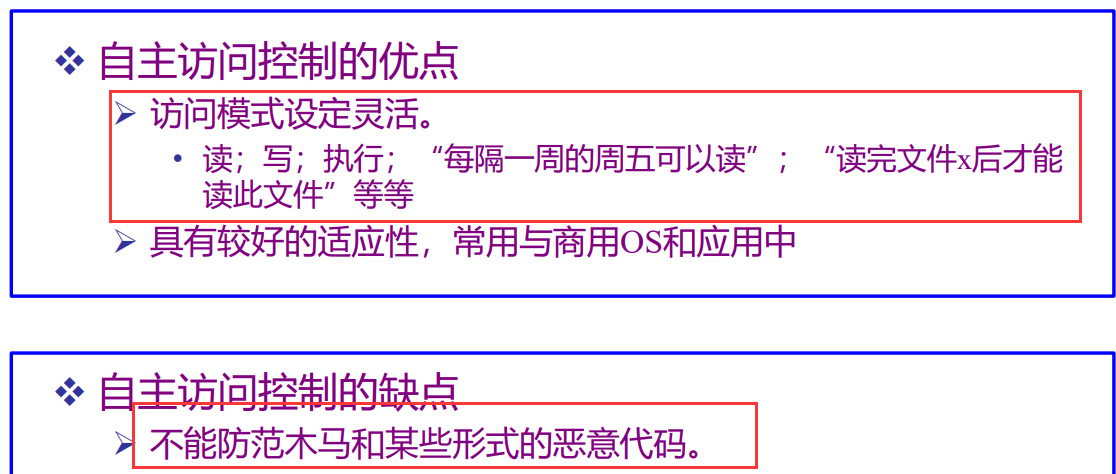 自主访问控制的优点
访问模式设定灵活。
读；写；执行；“每隔一周的周五可以读”；“读完文件x后才能
读此文件”等等
具有较好的适应性，常用与商用OS和应用中
自主访问控制的缺点
不能防范木马和某些形式的恶意代码。